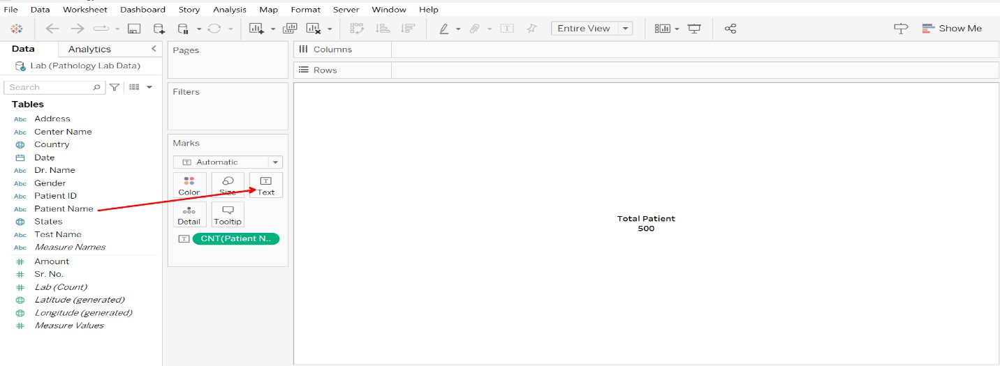 File Data Worksheet Dashboard Story Analysis Map Format Server Window Help
Entire View
Show Me
Data Analytics
Lab (Pathology Lab Data)
Search
Tables
Abc Address
Abc Center Name
Country
Date
Abc Dr. Name
Abc Gender
Abc Patient ID
Abc Patient Name
States
Abc Test Name
Abc Measure Names
# Amount
# Sr. No.
# Lab (Count)
Latitude (generated)
Longitude (generated)
# Measure Values
Pages
Filters
Marks
T Automatic
Color Size T Text
Detail Tooltip
T CNT(Patient N..
Columns
Rows
Total Patient
500